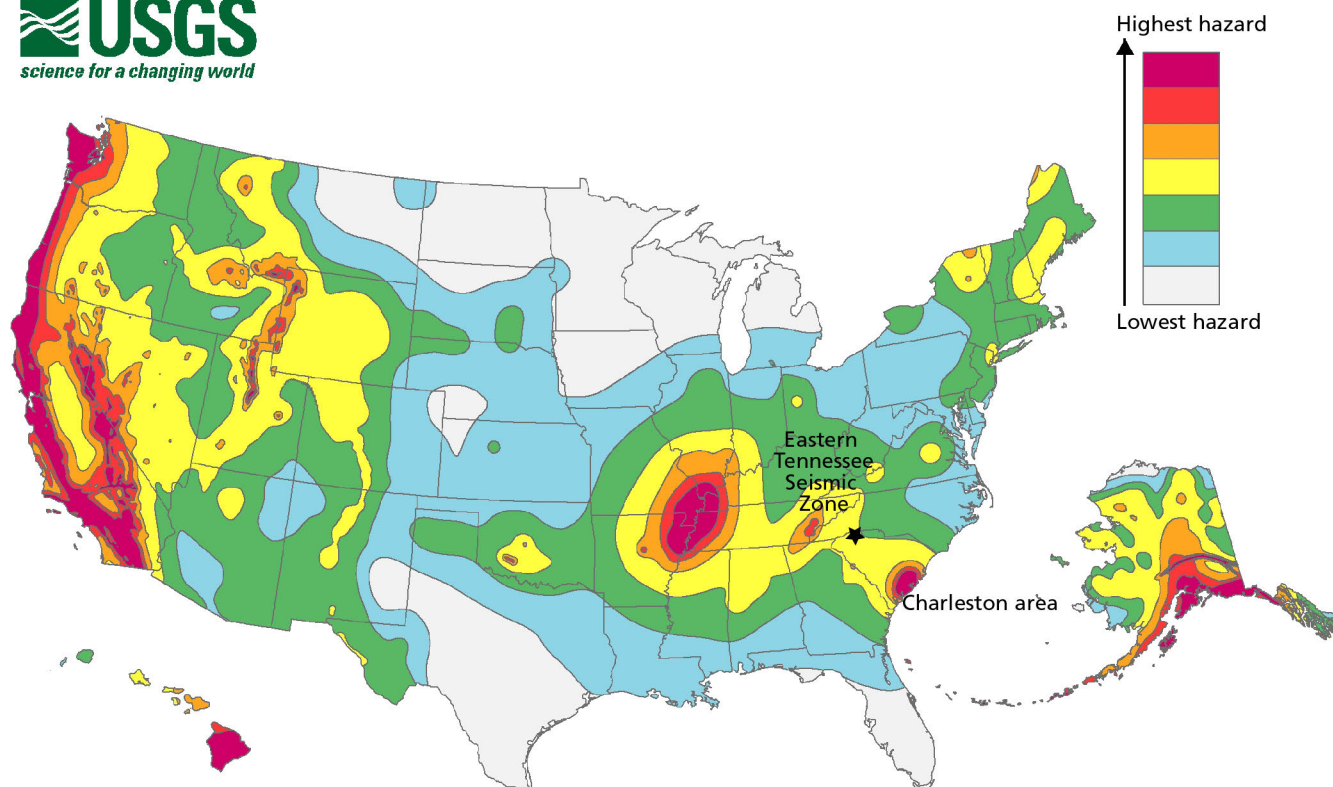 USGS
science for a changing world
Highest hazard
Lowest hazard
Eastern
Tennessee
Seismic
Zone
Charleston area